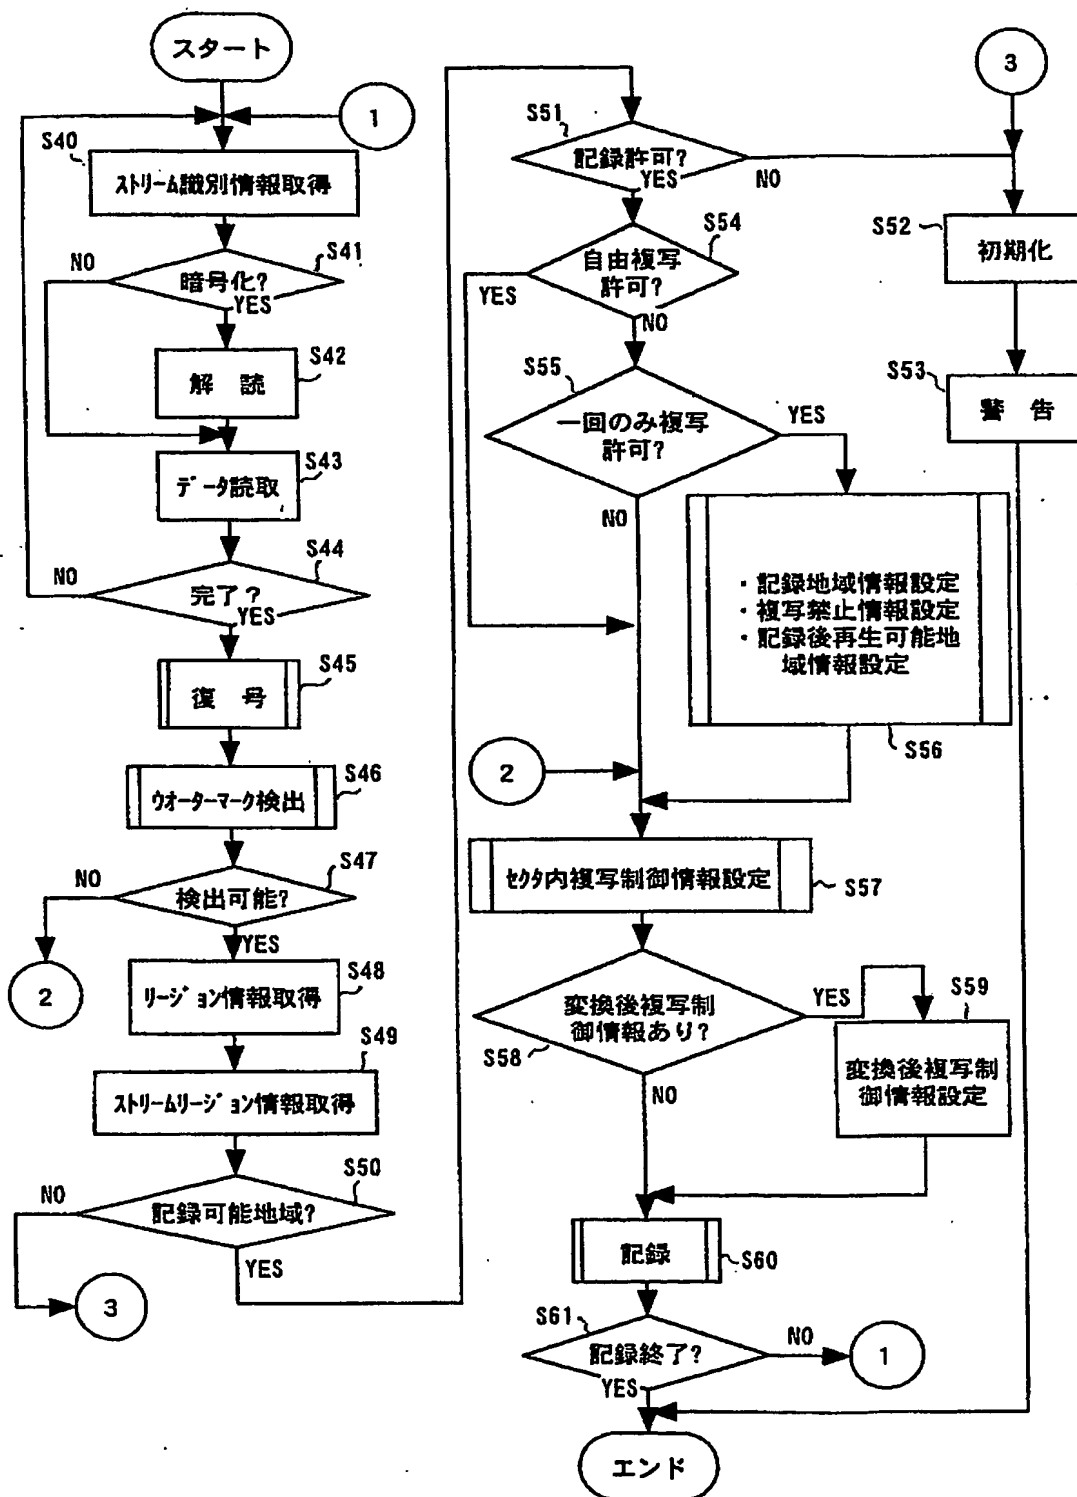 スタート
1
S40
ストリーム識別情報取得
S41
NO
暗号化?
YES
S42
解 読
S43
データ読取
S44
NO
完了?
YES
S45
復 号
S46
ウオーターマーク検出
S47
NO
検出可能?
YES
2
S48
リージョン情報取得
S49
ストリームリージョン情報取得
S50
NO
記録可能地域?
YES
3
3
S51
記録許可?
YES
NO
S52
初期化
S53
警 告
S54
自由複写
許可?
YES
NO
S55
一回のみ複写
許可?
YES
NO
・記録地域情報設定
・複写禁止情報設定
・記録後再生可能地
域情報設定
S56
2
セクタ内複写制御情報設定
S57
変換後複写制
御情報あり?
S58
YES
NO
S59
変換後複写制
御情報設定
記録
S60
S61
記録終了?
NO
1
YES
エンド